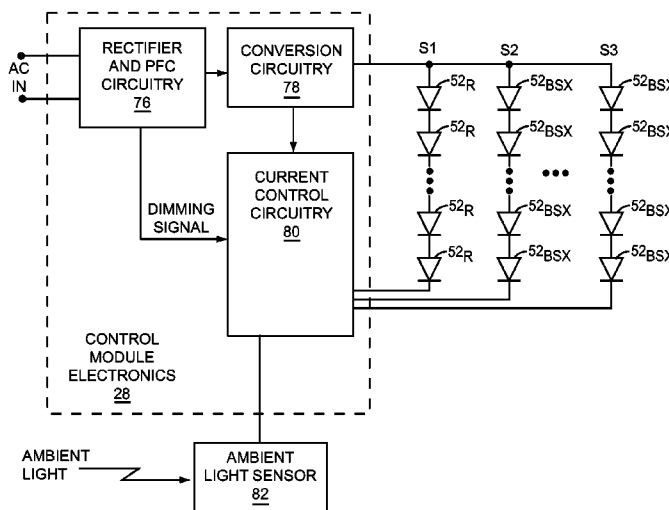 RECTIFIER
AND PFC
CIRCUITRY
76
CONVERSION
CIRCUITRY
78
S1
S2
S3
AC
IN
52R
52BSX
52BSX
52R
52BSX
52BSX
CURRENT
CONTROL
CIRCUITRY
80
DIMMING
SIGNAL
52R
52BSX
52BSX
52R
52BSX
52BSX
CONTROL
MODULE
ELECTRONICS
28
AMBIENT
LIGHT
AMBIENT
LIGHT SENSOR
82